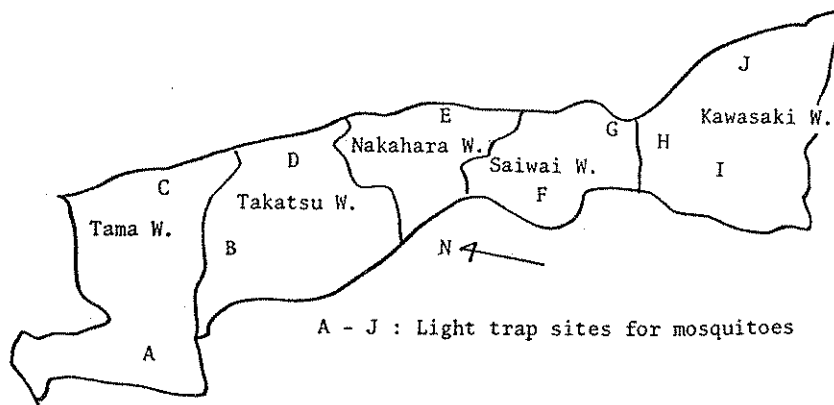 J
Kawasaki W.
E
G
H
Nakahara W.
D
Saiwai W.
I
C
Takatsu W.
F
Tama W.
B
N
A - J : Light trap sites for mosquitoes
A